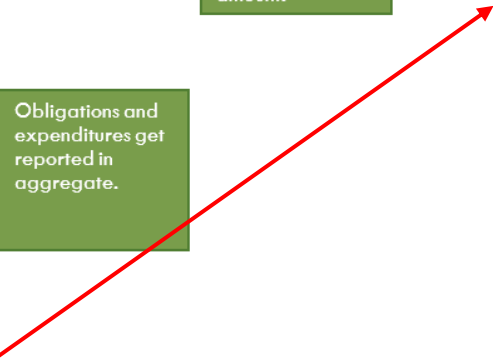 Obligations and
expenditures get
reported in
aggregate.